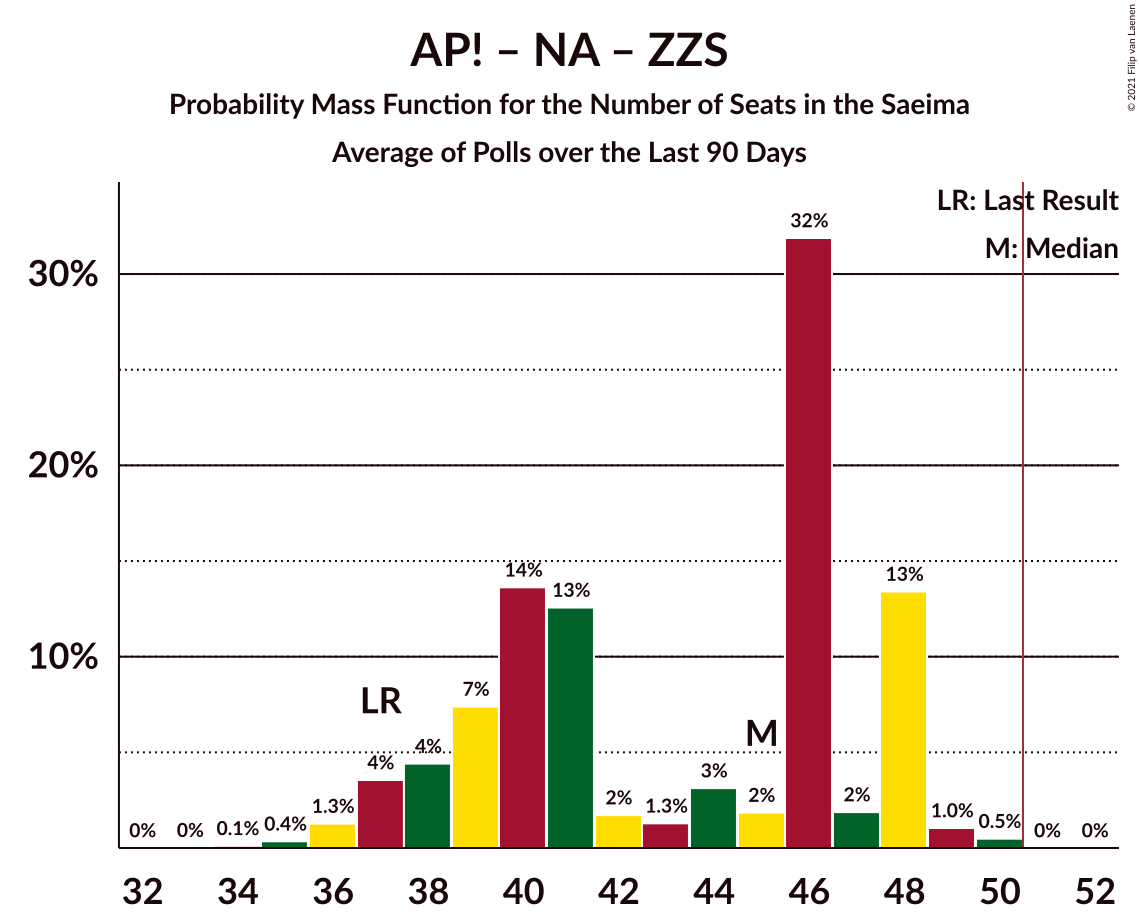 AP! – NA – ZZS
Probability Mass Function for the Number of Seats in the Saeima
Average of Polls over the Last 90 Days
© 2021 Filip van Laenen
LR: Last Result
M: Median
30%
20%
10%
0%
0%
0.1%
0.4%
1.3%
4%
4%
7%
14%
13%
2%
1.3%
3%
2%
32%
2%
13%
1.0%
0.5%
0%
0%
LR
M
32 34 36 38 40 42 44 46 48 50 52